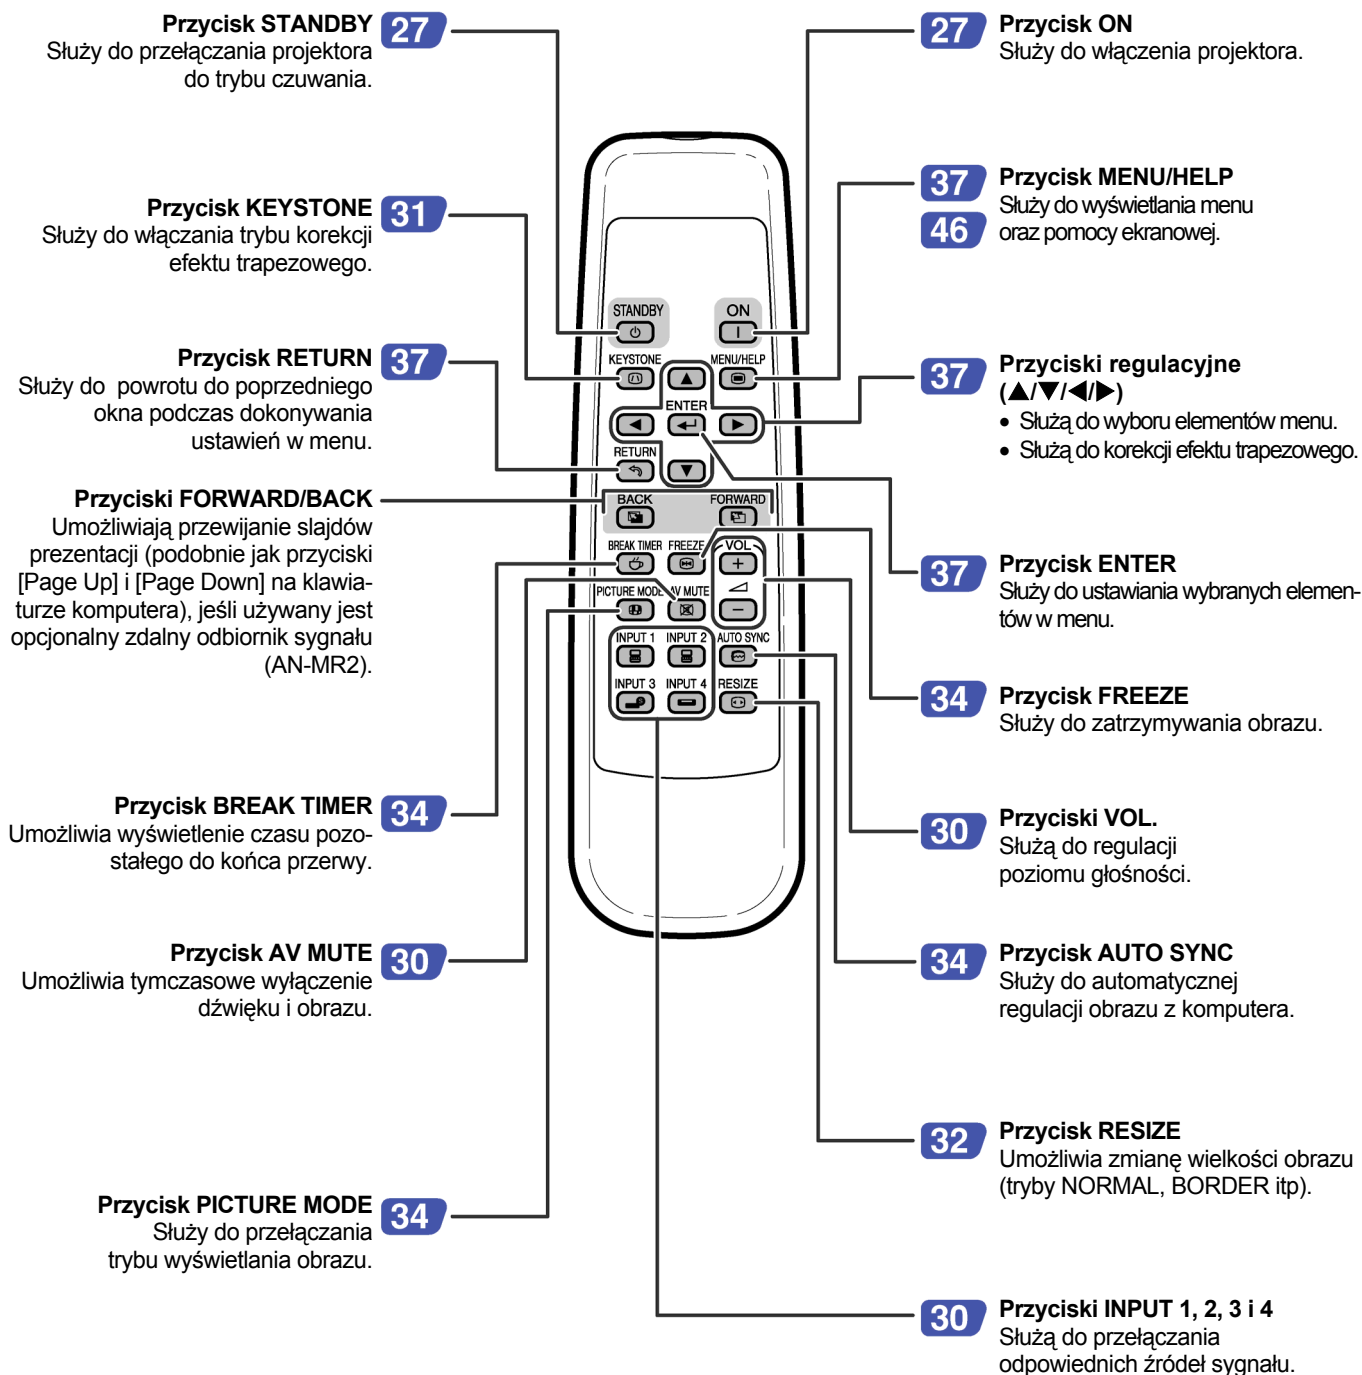 Przycisk STANDBY 27
Służy do przełączania projektora
do trybu czuwania.
Przycisk KEYSTONE 31
Służy do włączania trybu korekcji
efektu trapezowego.
Przycisk RETURN 37
Służy do powrotu do poprzedniego
okna podczas dokonywania
ustawień w menu.
Przyciski FORWARD/BACK
Umożliwiają przewijanie slajdów
prezentacji (podobnie jak przyciski
[Page Up] i [Page Down] na klawia-
turze komputera), jeśli używany jest
opcjonalny zdalny odbiornik sygnału
(AN-MR2).
Przycisk BREAK TIMER 34
Umożliwia wyświetlenie czasu pozo-
stałego do końca przerwy.
Przycisk AV MUTE 30
Umożliwia tymczasowe wyłączenie
dźwięku i obrazu.
Przycisk PICTURE MODE 34
Służy do przełączania
trybu wyświetlania obrazu.
STANDBY ON
KEYSTONE MENU/HELP
ENTER
RETURN
BACK FORWARD
BREAK TIMER FREEZE VOL
+
PICTURE MODE AV MUTE
−
INPUT 1 INPUT 2 AUTO SYNC
INPUT 3 INPUT 4 RESIZE
27 Przycisk ON
Służy do włączenia projektora.
37 Przycisk MENU/HELP
Służy do wyświetlania menu
46 oraz pomocy ekranowej.
37 Przyciski regulacyjne
(▲/▼/◀/▶)
• Służą do wyboru elementów menu.
• Służą do korekcji efektu trapezowego.
37 Przycisk ENTER
Służy do ustawiania wybranych elemen-
tów w menu.
34 Przycisk FREEZE
Służy do zatrzymywania obrazu.
30 Przyciski VOL.
Służą do regulacji
poziomu głośności.
34 Przycisk AUTO SYNC
Służy do automatycznej
regulacji obrazu z komputera.
32 Przycisk RESIZE
Umożliwia zmianę wielkości obrazu
(tryby NORMAL, BORDER itp).
30 Przyciski INPUT 1, 2, 3 i 4
Służą do przełączania
odpowiednich źródeł sygnału.